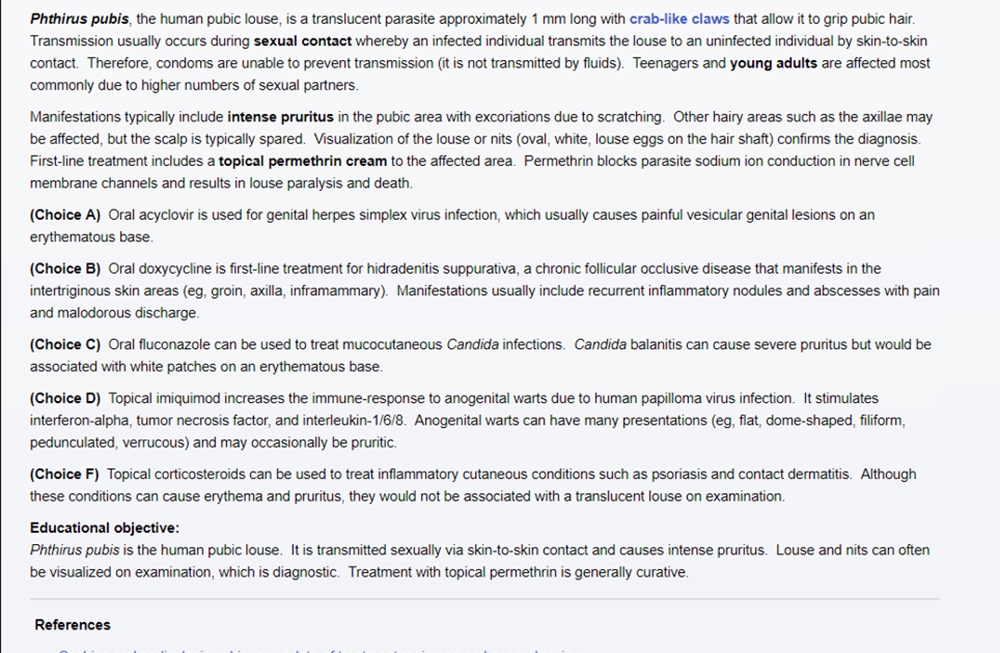 Phthirus pubis, the human pubic louse, is a translucent parasite approximately 1 mm long with crab-like claws that allow it to grip pubic hair.
Transmission usually occurs during sexual contact whereby an infected individual transmits the louse to an uninfected individual by skin-to-skin
contact. Therefore, condoms are unable to prevent transmission (it is not transmitted by fluids). Teenagers and young adults are affected most
commonly due to higher numbers of sexual partners.
Manifestations typically include intense pruritus in the pubic area with excoriations due to scratching. Other hairy areas such as the axillae may
be affected, but the scalp is typically spared. Visualization of the louse or nits (oval, white, louse eggs on the hair shaft) confirms the diagnosis.
First-line treatment includes a topical permethrin cream to the affected area. Permethrin blocks parasite sodium ion conduction in nerve cell
membrane channels and results in louse paralysis and death.
(Choice A) Oral acyclovir is used for genital herpes simplex virus infection, which usually causes painful vesicular genital lesions on an
erythematous base.
(Choice B) Oral doxycycline is first-line treatment for hidradenitis suppurativa, a chronic follicular occlusive disease that manifests in the
intertriginous skin areas (eg, groin, axilla, inframammary). Manifestations usually include recurrent inflammatory nodules and abscesses with pain
and malodorous discharge.
(Choice C) Oral fluconazole can be used to treat mucocutaneous Candida infections. Candida balanitis can cause severe pruritus but would be
associated with white patches on an erythematous base.
(Choice D) Topical imiquimod increases the immune-response to anogenital warts due to human papilloma virus infection. It stimulates
interferon-alpha, tumor necrosis factor, and interleukin-1/6/8. Anogenital warts can have many presentations (eg, flat, dome-shaped, filiform,
pedunculated, verrucous) and may occasionally be pruritic.
(Choice F) Topical corticosteroids can be used to treat inflammatory cutaneous conditions such as psoriasis and contact dermatitis. Although
these conditions can cause erythema and pruritus, they would not be associated with a translucent louse on examination.
Educational objective:
Phthirus pubis is the human pubic louse. It is transmitted sexually via skin-to-skin contact and causes intense pruritus. Louse and nits can often
be visualized on examination, which is diagnostic. Treatment with topical permethrin is generally curative.
References